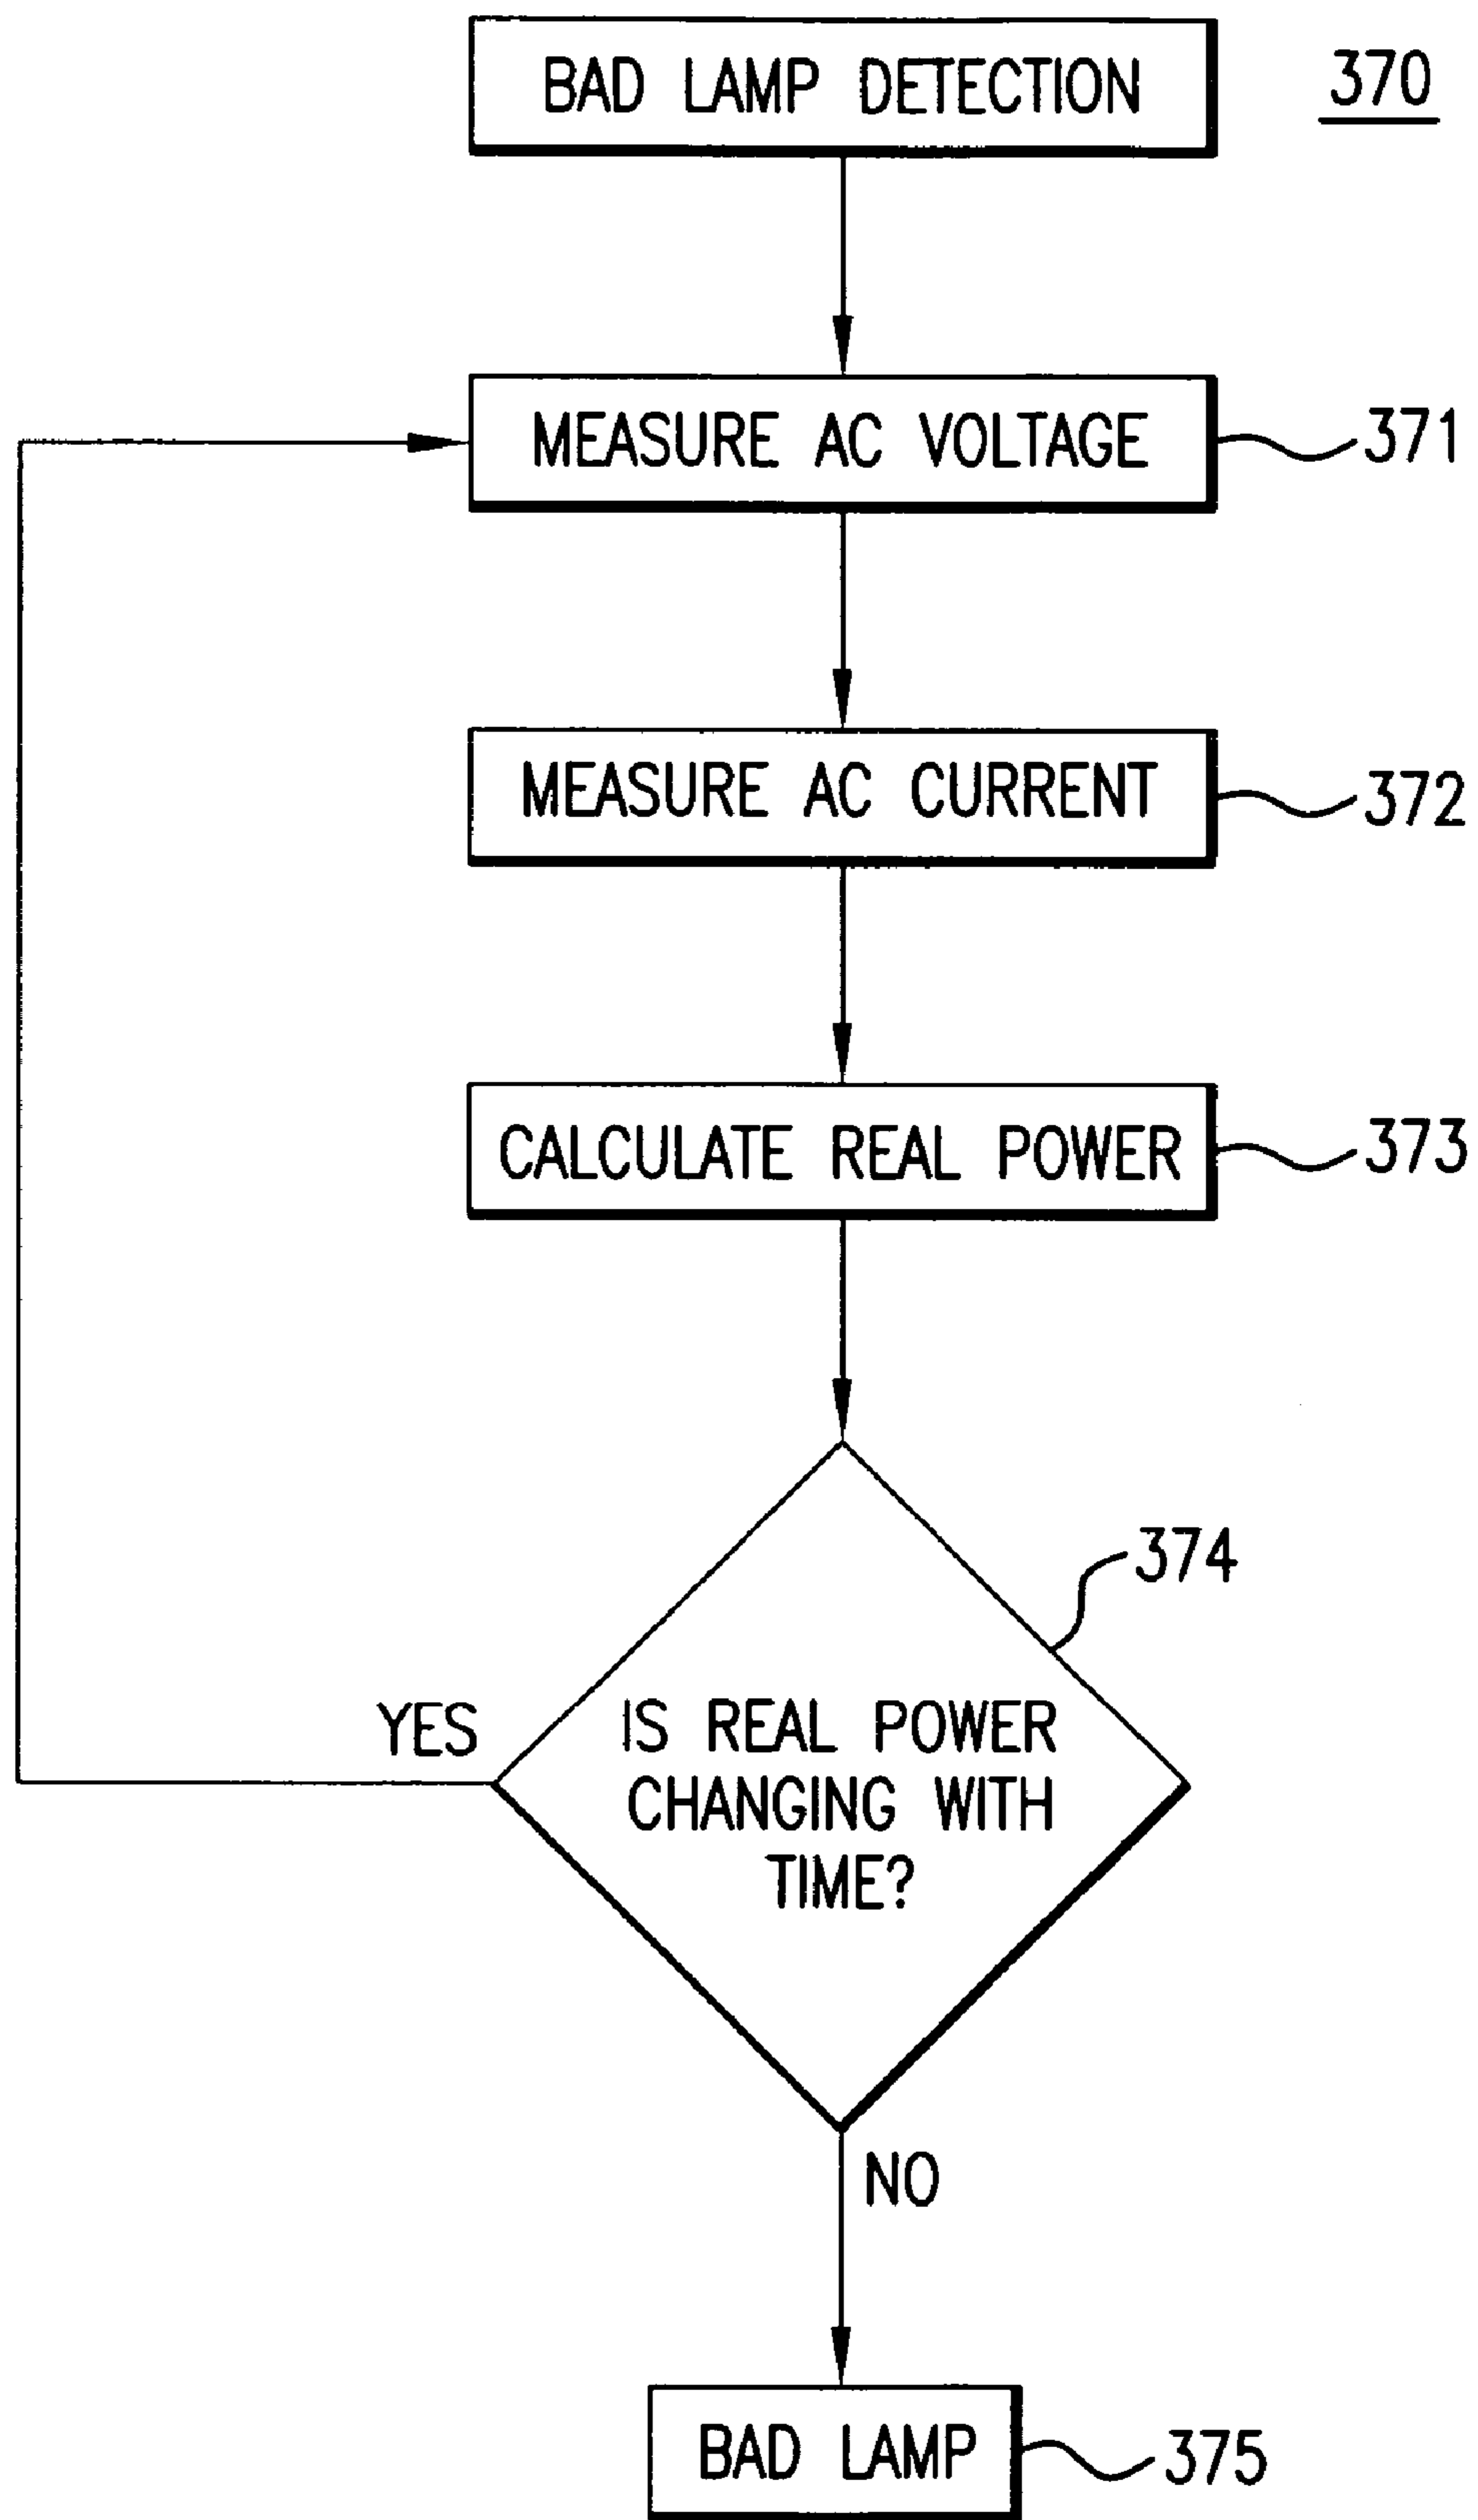 BAD LAMP DETECTION
370
MEASURE AC VOLTAGE
371
MEASURE AC CURRENT
372
CALCULATE REAL POWER
373
374
YES
IS REAL POWER
CHANGING WITH
TIME?
NO
BAD LAMP
375